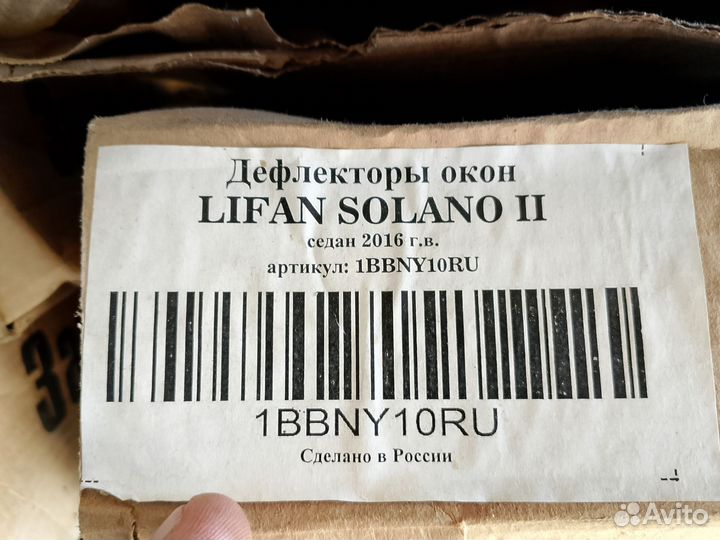 Дефлекторы окон
LIFAN SOLANO II
седан 2016 г.в.
артикул: 1BBNY10RU
1BBNY10RU
Сделано в России
Avito